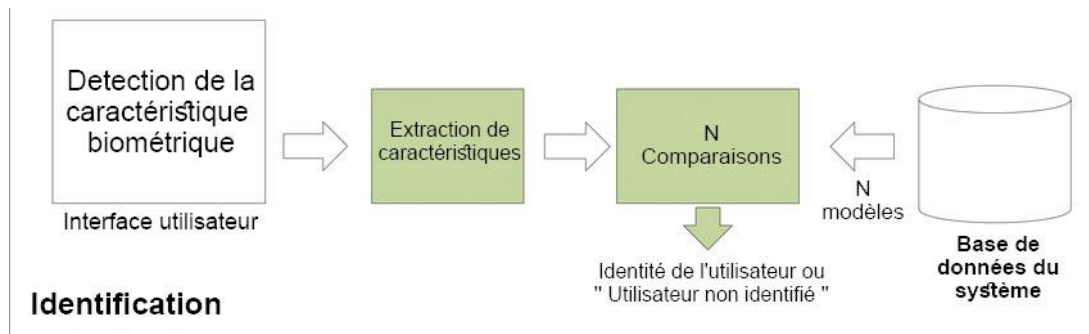 Detection de la
caractéristique
biométrique
Interface utilisateur
Extraction de
caractéristiques
N
Comparaisons
N
modèles
Base de
données du
système
Identité de l'utilisateur ou
" Utilisateur non identifié "
Identification